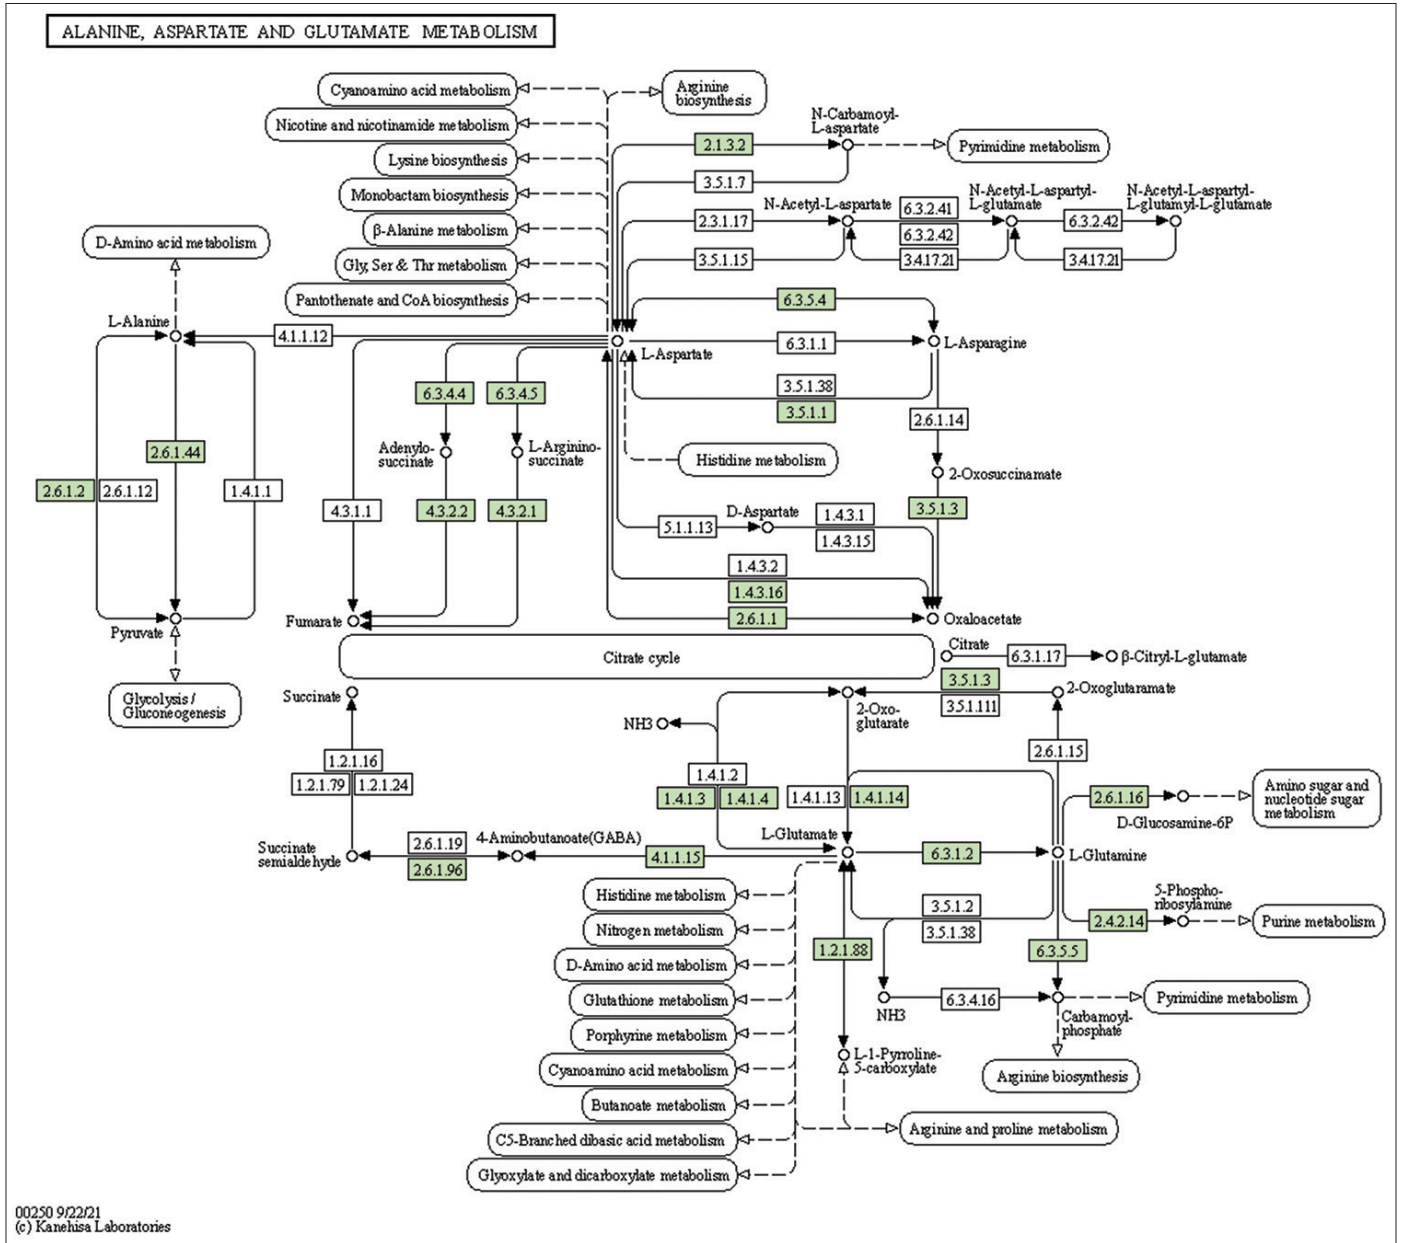 ALANINE, ASPARTATE AND GLUTAMATE METABOLISM
Cyanoamino acid metabolism
Arginine
biosynthesis
Nicotine and nicotinamide metabolism
Lysine biosynthesis
Monobactam biosynthesis
β-Alanine metabolism
Gly, Ser & Thr metabolism
Pantothenate and CoA biosynthesis
D-Amino acid metabolism
N-Carbamoyl-
L-aspartate
2.1.3.2
Pyrimidine metabolism
3.5.1.7
N-Acetyl-L-aspartate
N-Acetyl-L-aspartyl-
L-glutamate
N-Acetyl-L-aspartyl-
L-glutamyl-L-glutamate
2.3.1.17
6.3.2.41
6.3.2.42
6.3.2.42
3.5.1.15
3.4.17.21
3.4.17.21
6.3.5.4
L-Alanine
4.1.1.12
L-Aspartate
6.3.1.1
L-Asparagine
3.5.1.38
3.5.1.1
6.3.4.4
6.3.4.5
2.6.1.14
Adenylo-
succinate
L-Arginino-
succinate
Histidine metabolism
2-Oxosuccinamate
2.6.1.44
2.6.1.2
2.6.1.12
1.4.1.1
4.3.1.1
4.3.2.2
4.3.2.1
D-Aspartate
5.1.1.13
1.4.3.1
1.4.3.15
3.5.1.3
1.4.3.2
1.4.3.16
2.6.1.1
Pyruvate
Fumarate
Oxaloacetate
Citrate cycle
Citrate
6.3.1.17
β-Citryl-L-glutamate
Glycolysis /
Gluconeogenesis
Succinate
NH3
2-Oxo-
glutarate
3.5.1.3
3.5.1.111
2-Oxoglutaramate
1.2.1.16
1.2.1.79
1.2.1.24
1.4.1.2
1.4.1.3
1.4.1.4
1.4.1.13
1.4.1.14
2.6.1.15
2.6.1.16
D-Glucosamine-6P
Amino sugar and
nucleotide sugar
metabolism
Succinate
semialdehyde
2.6.1.19
2.6.1.96
4-Aminobutanoate(GABA)
4.1.1.15
L-Glutamate
6.3.1.2
L-Glutamine
5-Phospho-
ribosylamine
2.4.2.14
Purine metabolism
3.5.1.2
3.5.1.38
1.2.1.88
6.3.5.5
NH3
6.3.4.16
Carbamoyl-
phosphate
Pyrimidine metabolism
Arginine biosynthesis
L-1-Pyrroline-
5-carboxylate
Arginine and proline metabolism
Histidine metabolism
Nitrogen metabolism
D-Amino acid metabolism
Glutathione metabolism
Porphyrine metabolism
Cyanoamino acid metabolism
Butanoate metabolism
C5-Branched dibasic acid metabolism
Glyoxylate and dicarboxylate metabolism
00250 9/22/21
(c) Kanehisa Laboratories